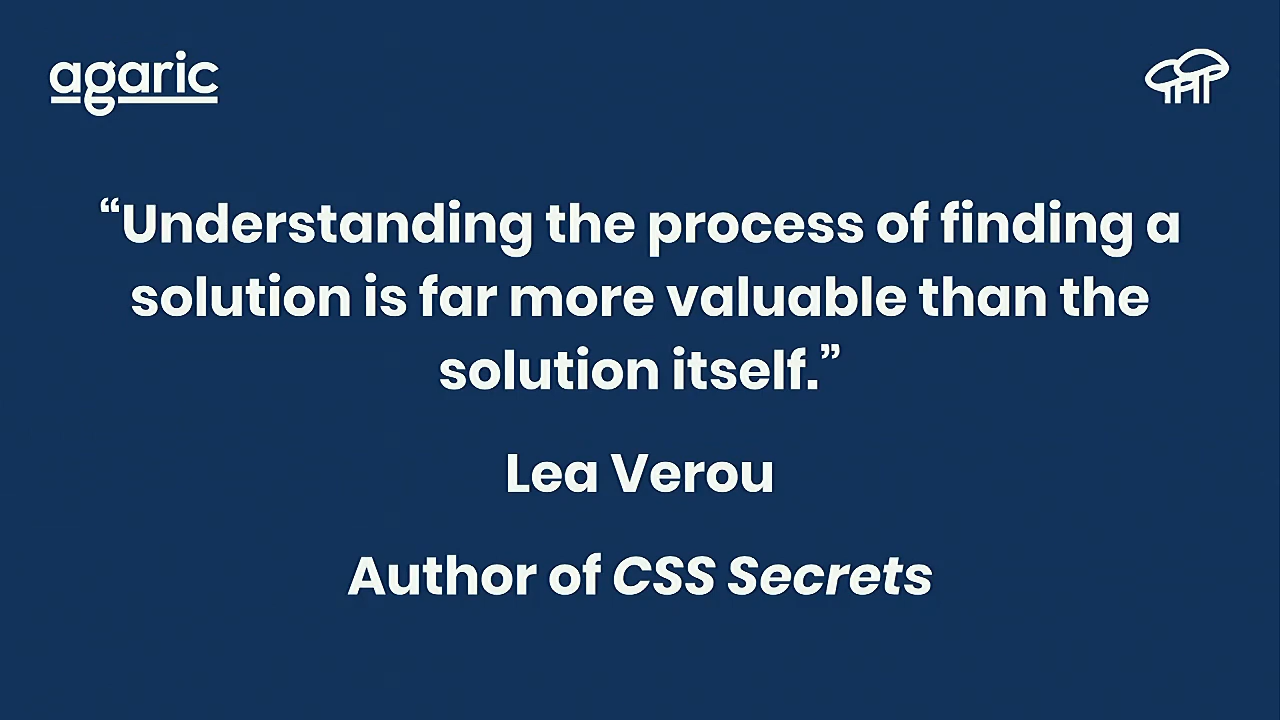 agaric
“Understanding the process of finding a
solution is far more valuable than the
solution itself.”
Lea Verou
Author of CSS Secrets